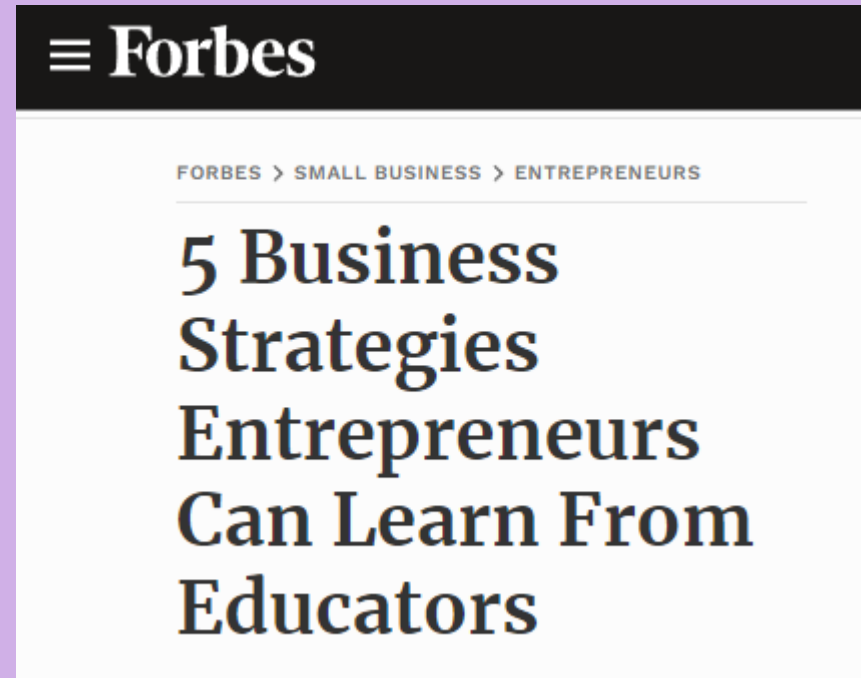 Forbes
FORBES > SMALL BUSINESS > ENTREPRENEURS
5 Business
Strategies
Entrepreneurs
Can Learn From
Educators